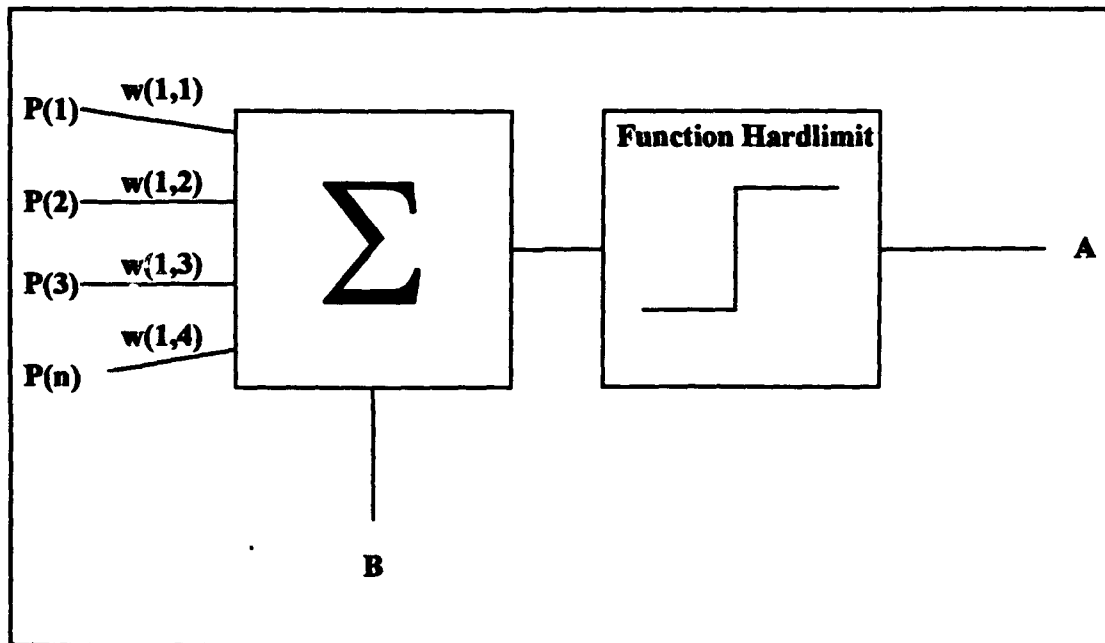 P(1) w(1,1)
P(2) w(1,2)
P(3) w(1,3)
P(n) w(1,4)
Σ
Function Hardlimit
A
B